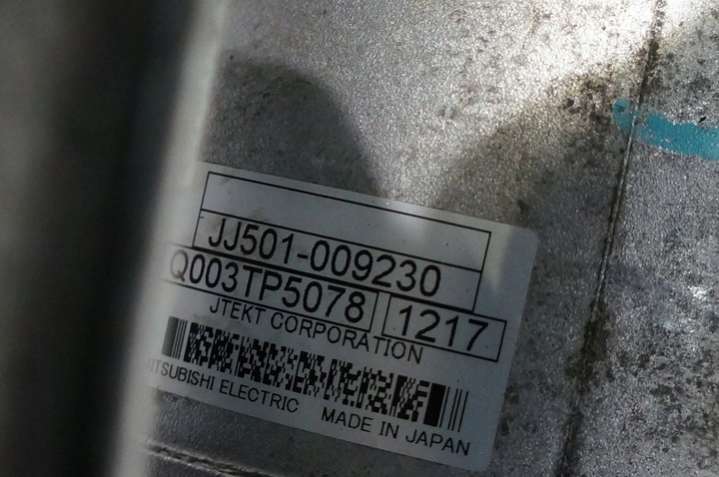 JJ501-009230
Q003TP5078 1217
JTEKT CORPORATION
MITSUBISHI ELECTRIC MADE IN JAPAN